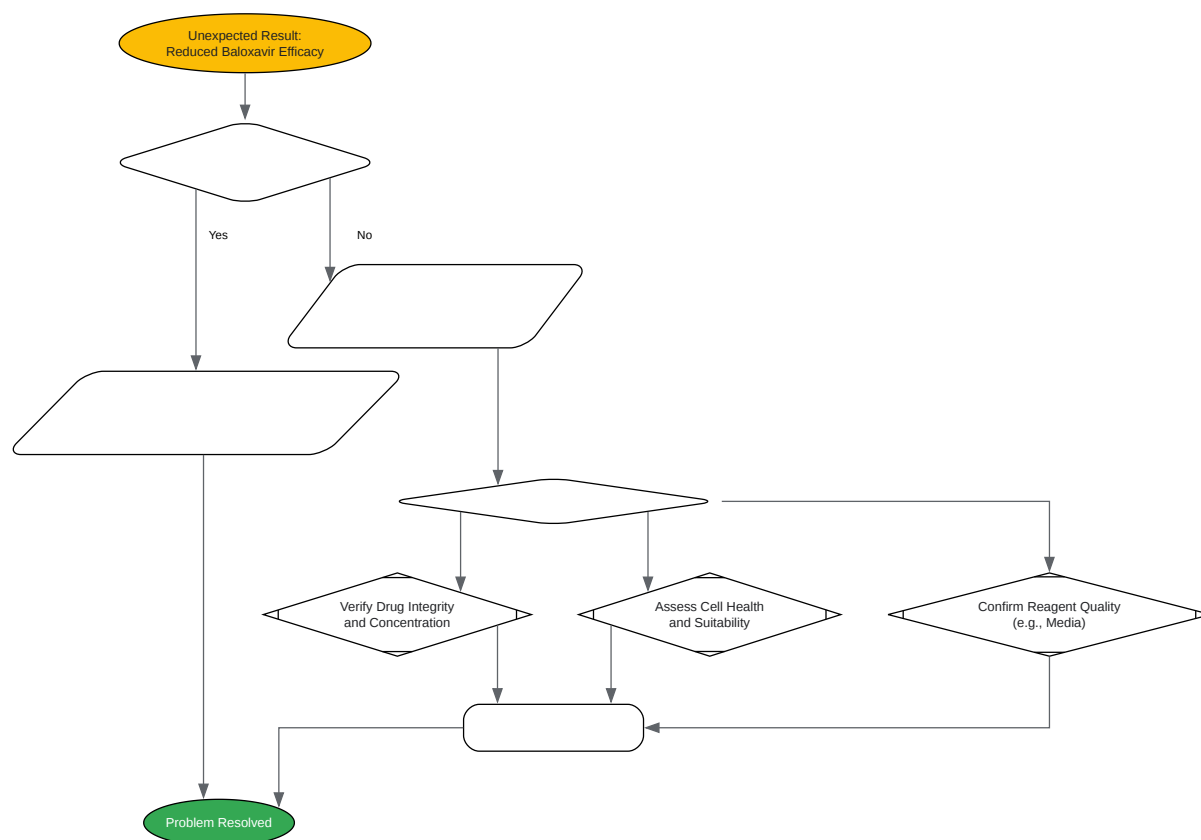 Unexpected Result:
Reduced Baloxavir Efficacy
Yes
No
Verify Drug Integrity
and Concentration
Assess Cell Health
and Suitability
Confirm Reagent Quality
(e.g., Media)
Problem Resolved